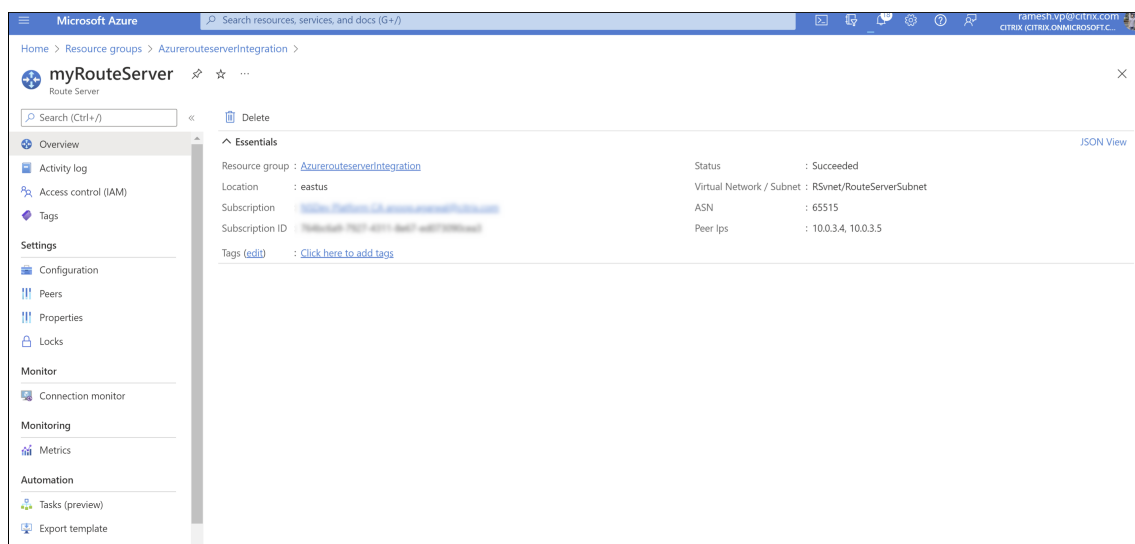 Microsoft Azure
Search resources, services, and docs (G+/)
18
ramesh.vp@citrix.com
CITRIX (CITRIX.ONMICROSOFT.C...
Home > Resource groups > AzurerouteserverIntegration >
myRouteServer
Route Server
Search (Ctrl+/)
Delete
Overview
Activity log
Access control (IAM)
Tags
Settings
Configuration
Peers
Properties
Locks
Monitor
Connection monitor
Monitoring
Metrics
Automation
Tasks (preview)
Export template
Essentials
JSON View
Resource group : AzurerouteserverIntegration
Location : eastus
Subscription
Subscription ID
Tags (edit) : Click here to add tags
Status : Succeeded
Virtual Network / Subnet : RSvnet/RouteServerSubnet
ASN : 65515
Peer Ips : 10.0.3.4, 10.0.3.5